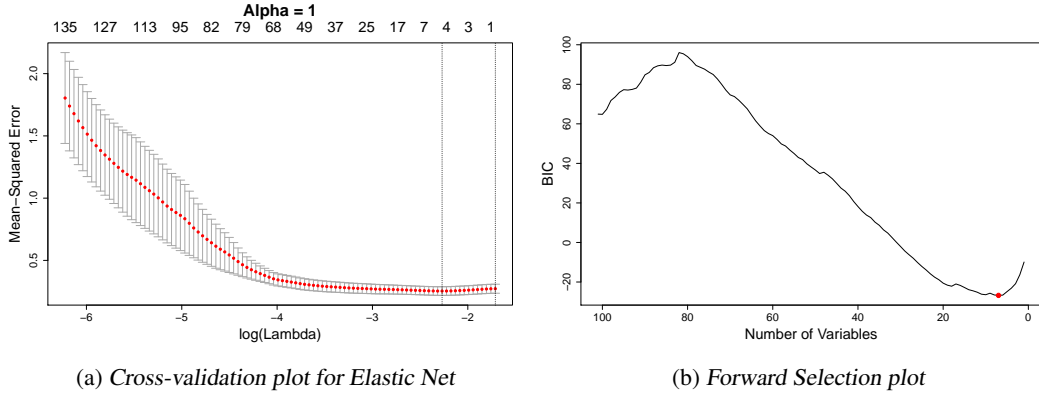 Alpha = 1
135 127 113 95 82 79 68 49 37 25 17 7 4 3 1
Mean-Squared Error
2.0
1.5
1.0
0.5
-6 -5 -4 -3 -2
log(Lambda)
(a) Cross-validation plot for Elastic Net
BIC
100
80
60
40
20
0
-20
100 80 60 40 20 0
Number of Variables
(b) Forward Selection plot